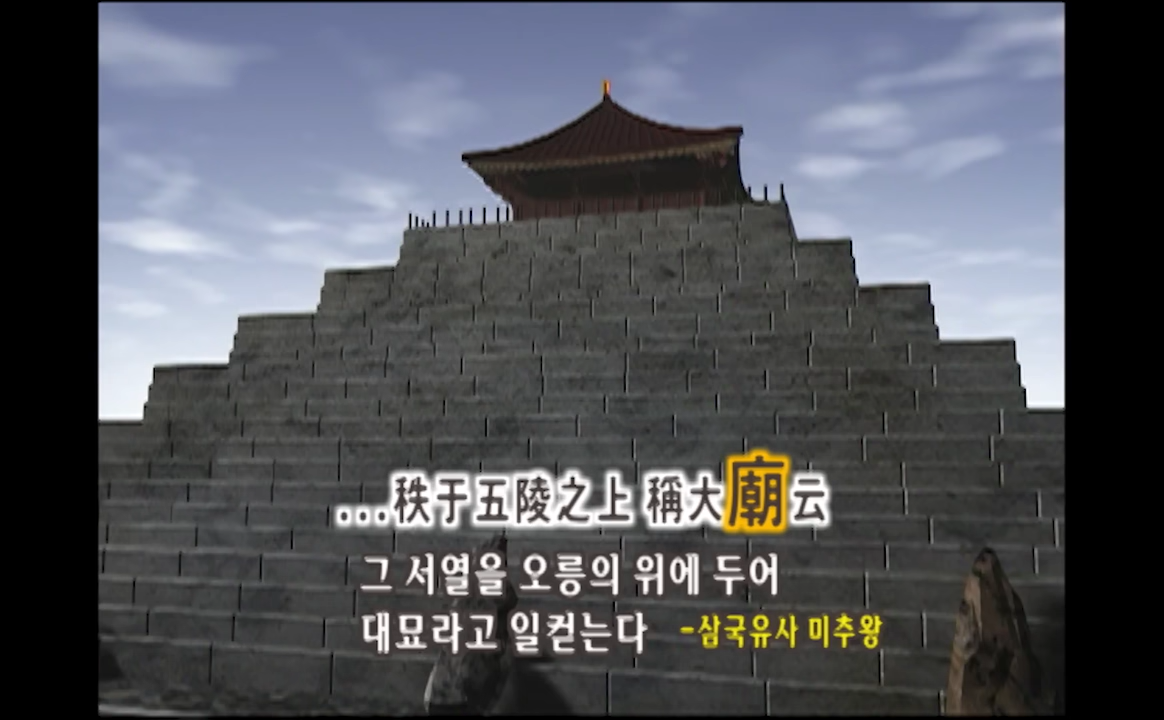 ...秩于五陵之上 稱大廟云
그 서열을 오릉의 위에 두어
대묘라고 일컫는다 -삼국유사 미추왕